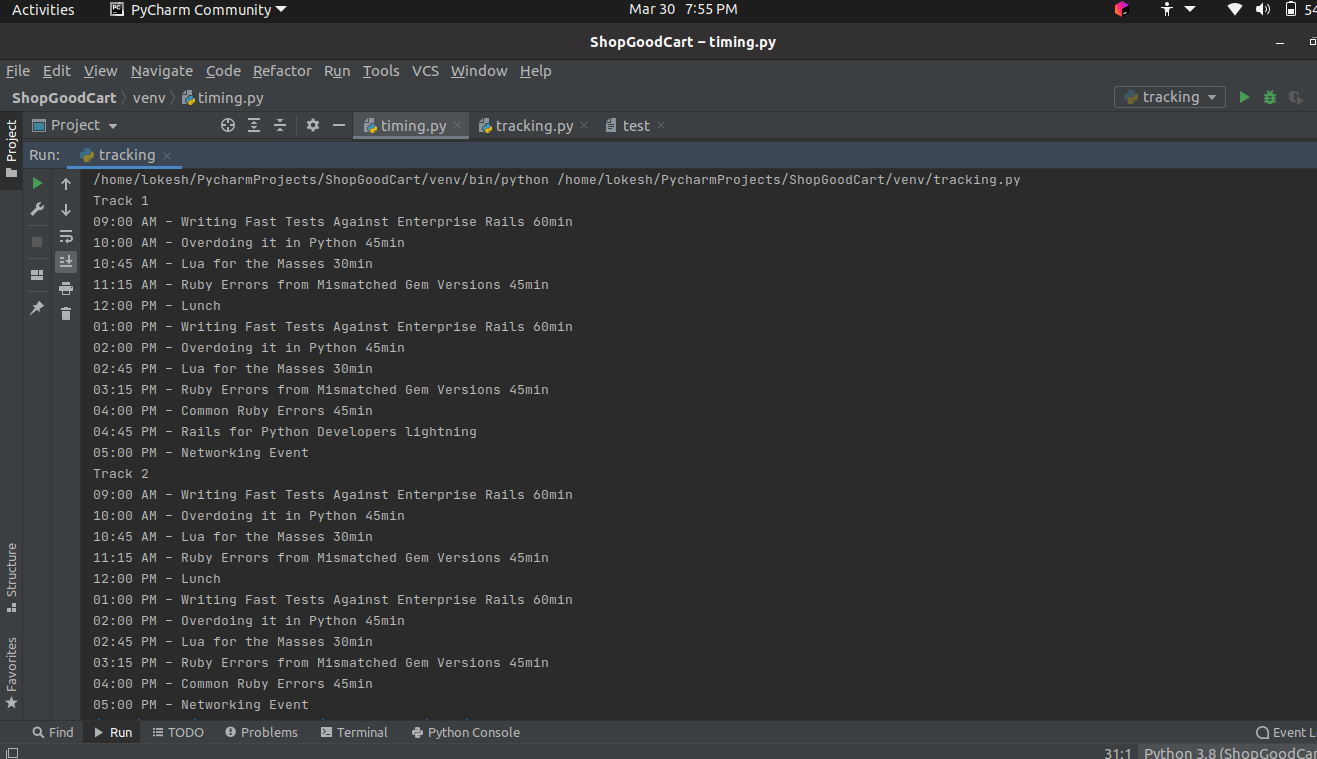 Activities PyCharm Community Mar 30 7:55 PM 54
ShopGoodCart – timing.py
File Edit View Navigate Code Refactor Run Tools VCS Window Help
ShopGoodCart venv timing.py tracking
Project Project timing.py tracking.py test
Run: tracking
/home/lokesh/PycharmProjects/ShopGoodCart/venv/bin/python /home/lokesh/PycharmProjects/ShopGoodCart/venv/tracking.py
Track 1
09:00 AM - Writing Fast Tests Against Enterprise Rails 60min
10:00 AM - Overdoing it in Python 45min
10:45 AM - Lua for the Masses 30min
11:15 AM - Ruby Errors from Mismatched Gem Versions 45min
12:00 PM - Lunch
01:00 PM - Writing Fast Tests Against Enterprise Rails 60min
02:00 PM - Overdoing it in Python 45min
02:45 PM - Lua for the Masses 30min
03:15 PM - Ruby Errors from Mismatched Gem Versions 45min
04:00 PM - Common Ruby Errors 45min
04:45 PM - Rails for Python Developers lightning
05:00 PM - Networking Event
Track 2
09:00 AM - Writing Fast Tests Against Enterprise Rails 60min
10:00 AM - Overdoing it in Python 45min
10:45 AM - Lua for the Masses 30min
11:15 AM - Ruby Errors from Mismatched Gem Versions 45min
12:00 PM - Lunch
01:00 PM - Writing Fast Tests Against Enterprise Rails 60min
02:00 PM - Overdoing it in Python 45min
02:45 PM - Lua for the Masses 30min
03:15 PM - Ruby Errors from Mismatched Gem Versions 45min
04:00 PM - Common Ruby Errors 45min
05:00 PM - Networking Event
Structure
Favorites
Find Run TODO Problems Terminal Python Console Event L
31:1 Python 3.8 (ShopGoodCar